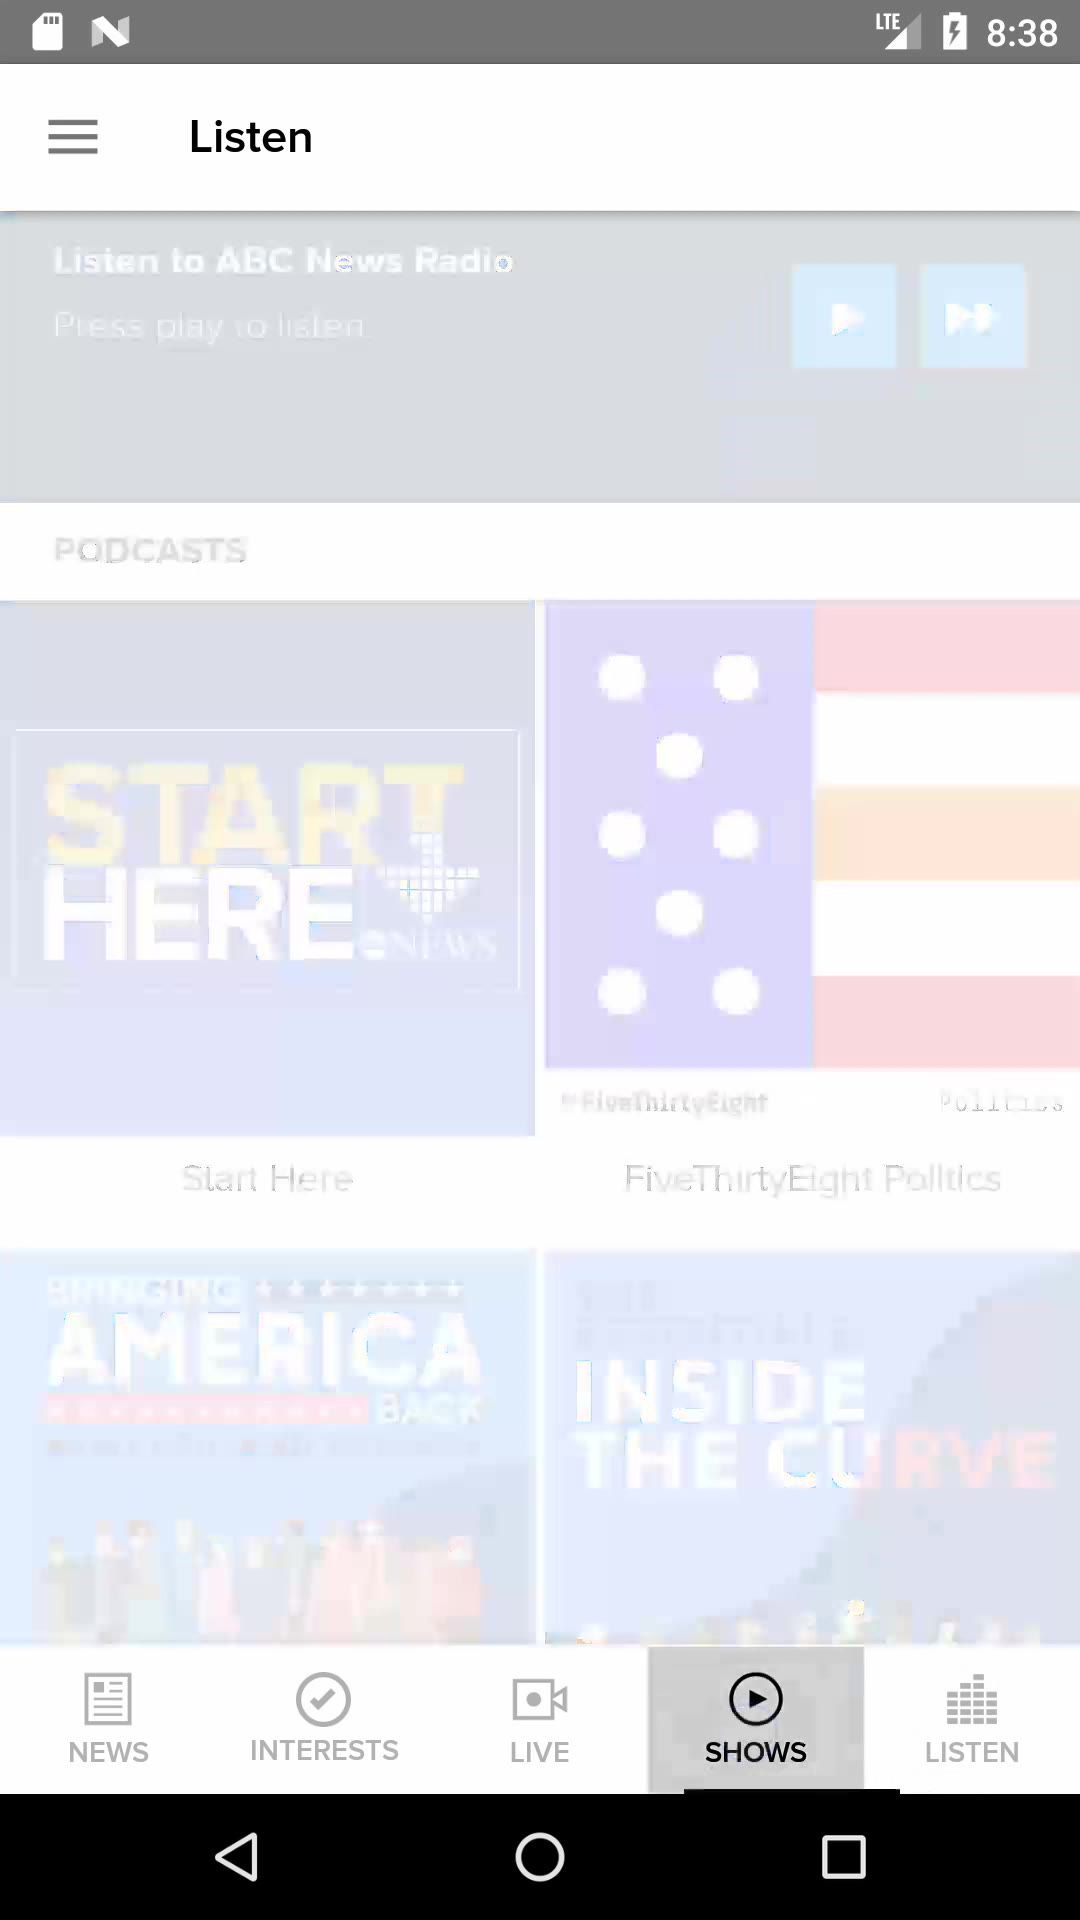 LTE 8:38
Listen
Listen to ABC News Radio
Press play to listen
PODCASTS
START
HERE
NEWS
FiveThirtyEight Politics
Start Here
FiveThirtyEight Politics
BRINGING
AMERICA
BACK
INSIDE
THE CURVE
NEWS
INTERESTS
LIVE
SHOWS
LISTEN